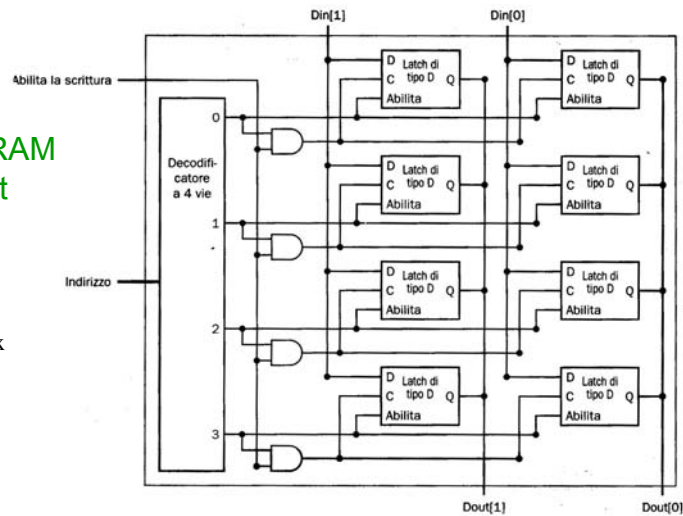 Din[1] Din[0]
Abilita la scrittura
RAM
t
Indirizzo
k
Decodifi-
catore
a 4 vie
0
1
2
3
D Latch di
C tipo D Q
Abilita
D Latch di
C tipo D Q
Abilita
D Latch di
C tipo D Q
Abilita
D Latch di
C tipo D Q
Abilita
D Latch di
C tipo D Q
Abilita
D Latch di
C tipo D Q
Abilita
D Latch di
C tipo D Q
Abilita
D Latch di
C tipo D Q
Abilita
Dout[1] Dout[0]